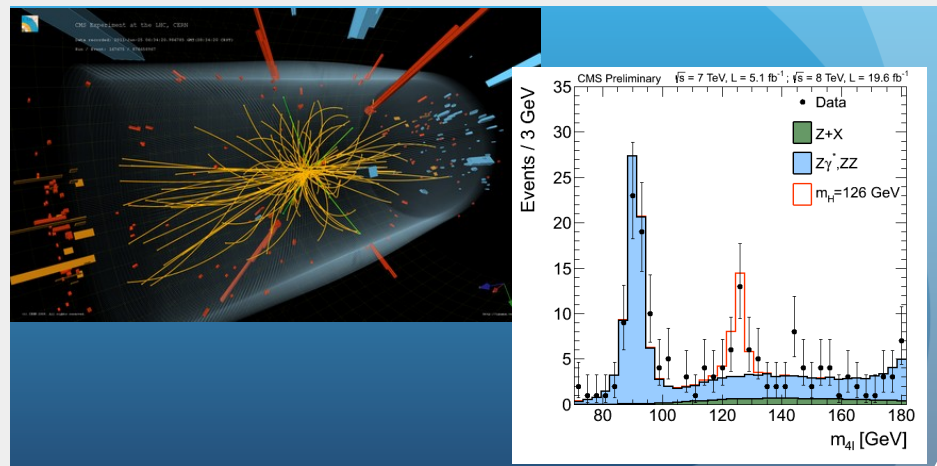 CMS Experiment at the LHC, CERN
CMS Preliminary √s = 7 TeV, L = 5.1 fb⁻¹ ; √s = 8 TeV, L = 19.6 fb⁻¹
Events / 3 GeV
35
30
25
20
15
10
5
0
Data
Z+X
Zγ*,ZZ
m_H=126 GeV
80 100 120 140 160 180
m_4l [GeV]